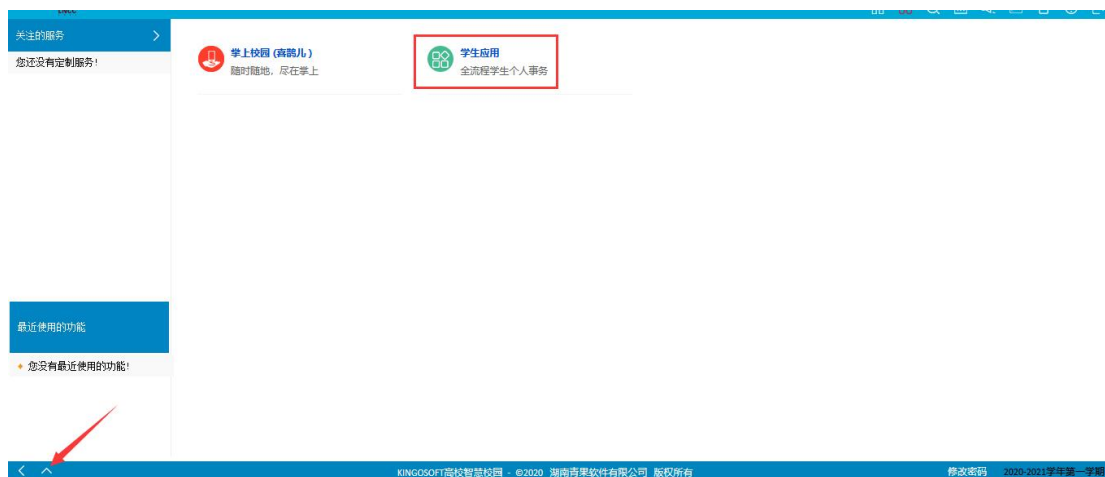 关注的服务
您还没有定制服务!
掌上校园 (喜鹊儿)
随时随地，尽在掌上
学生应用
全流程学生个人事务
最近使用的功能
您没有最近使用的功能!
KINGOSOFT高校智慧校园 - ©2020 湖南青果软件有限公司 版权所有
修改密码 2020-2021学年第一学期